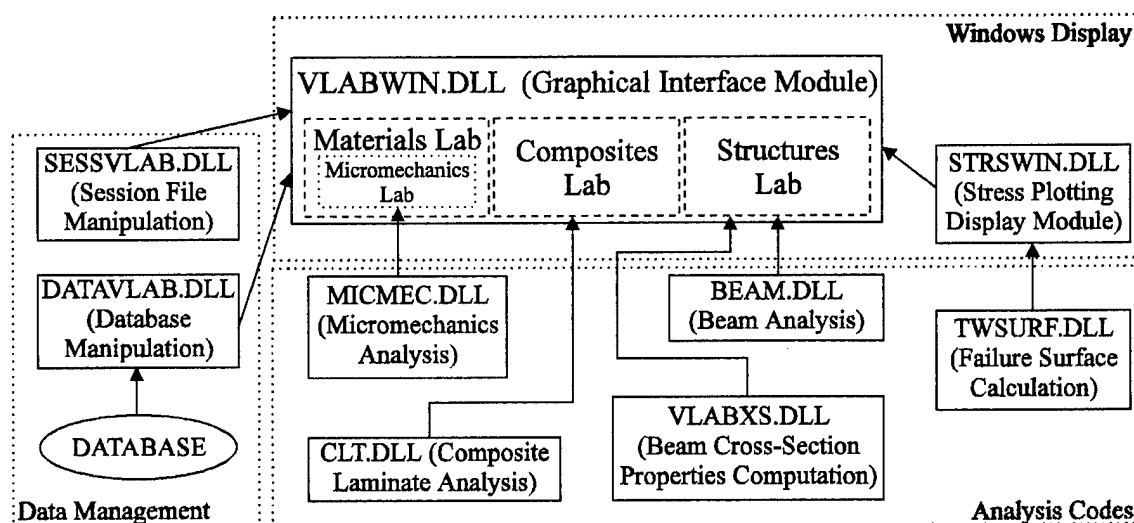 Windows Display
VLABWIN.DLL (Graphical Interface Module)
Materials Lab
Micromechanics
Lab
Composites
Lab
Structures
Lab
SESSVLAB.DLL
(Session File
Manipulation)
STRSWIN.DLL
(Stress Plotting
Display Module)
DATAVLAB.DLL
(Database
Manipulation)
MICMEC.DLL
(Micromechanics
Analysis)
BEAM.DLL
(Beam Analysis)
TWSURF.DLL
(Failure Surface
Calculation)
DATABASE
CLT.DLL (Composite
Laminate Analysis)
VLABXS.DLL
(Beam Cross-Section
Properties Computation)
Data Management
Analysis Codes